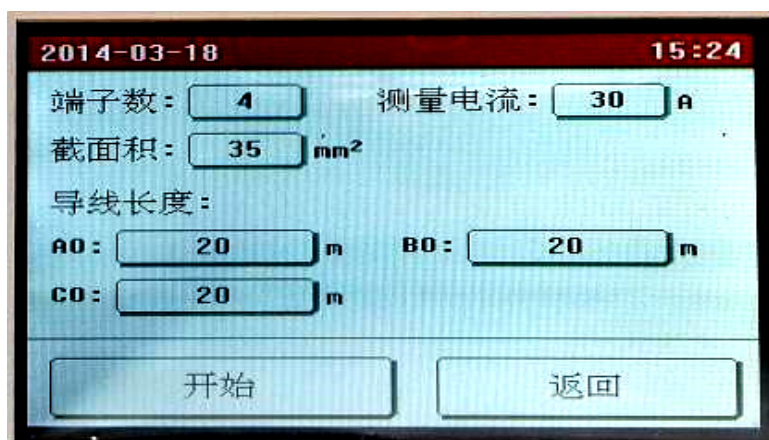 2014-03-18 15:24
端子数: 4 测量电流: 30 A
截面积: 35 mm²
导线长度:
A0: 20 m B0: 20 m
C0: 20 m
开始 返回